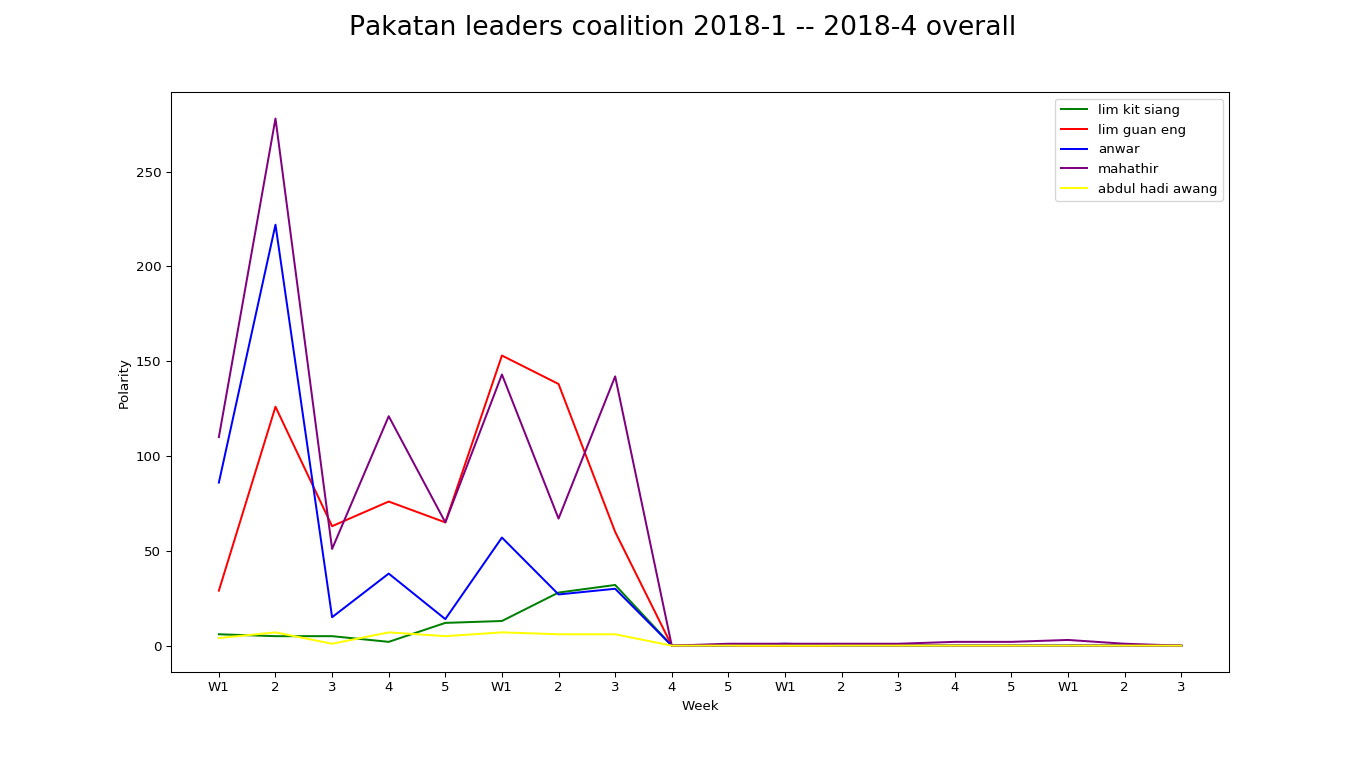 Pakatan leaders coalition 2018-1 -- 2018-4 overall
lim kit siang
lim guan eng
anwar
mahathir
abdul hadi awang
250
200
150
100
50
0
Polarity
W1 2 3 4 5 W1 2 3 4 5 W1 2 3 4 5 W1 2 3
Week